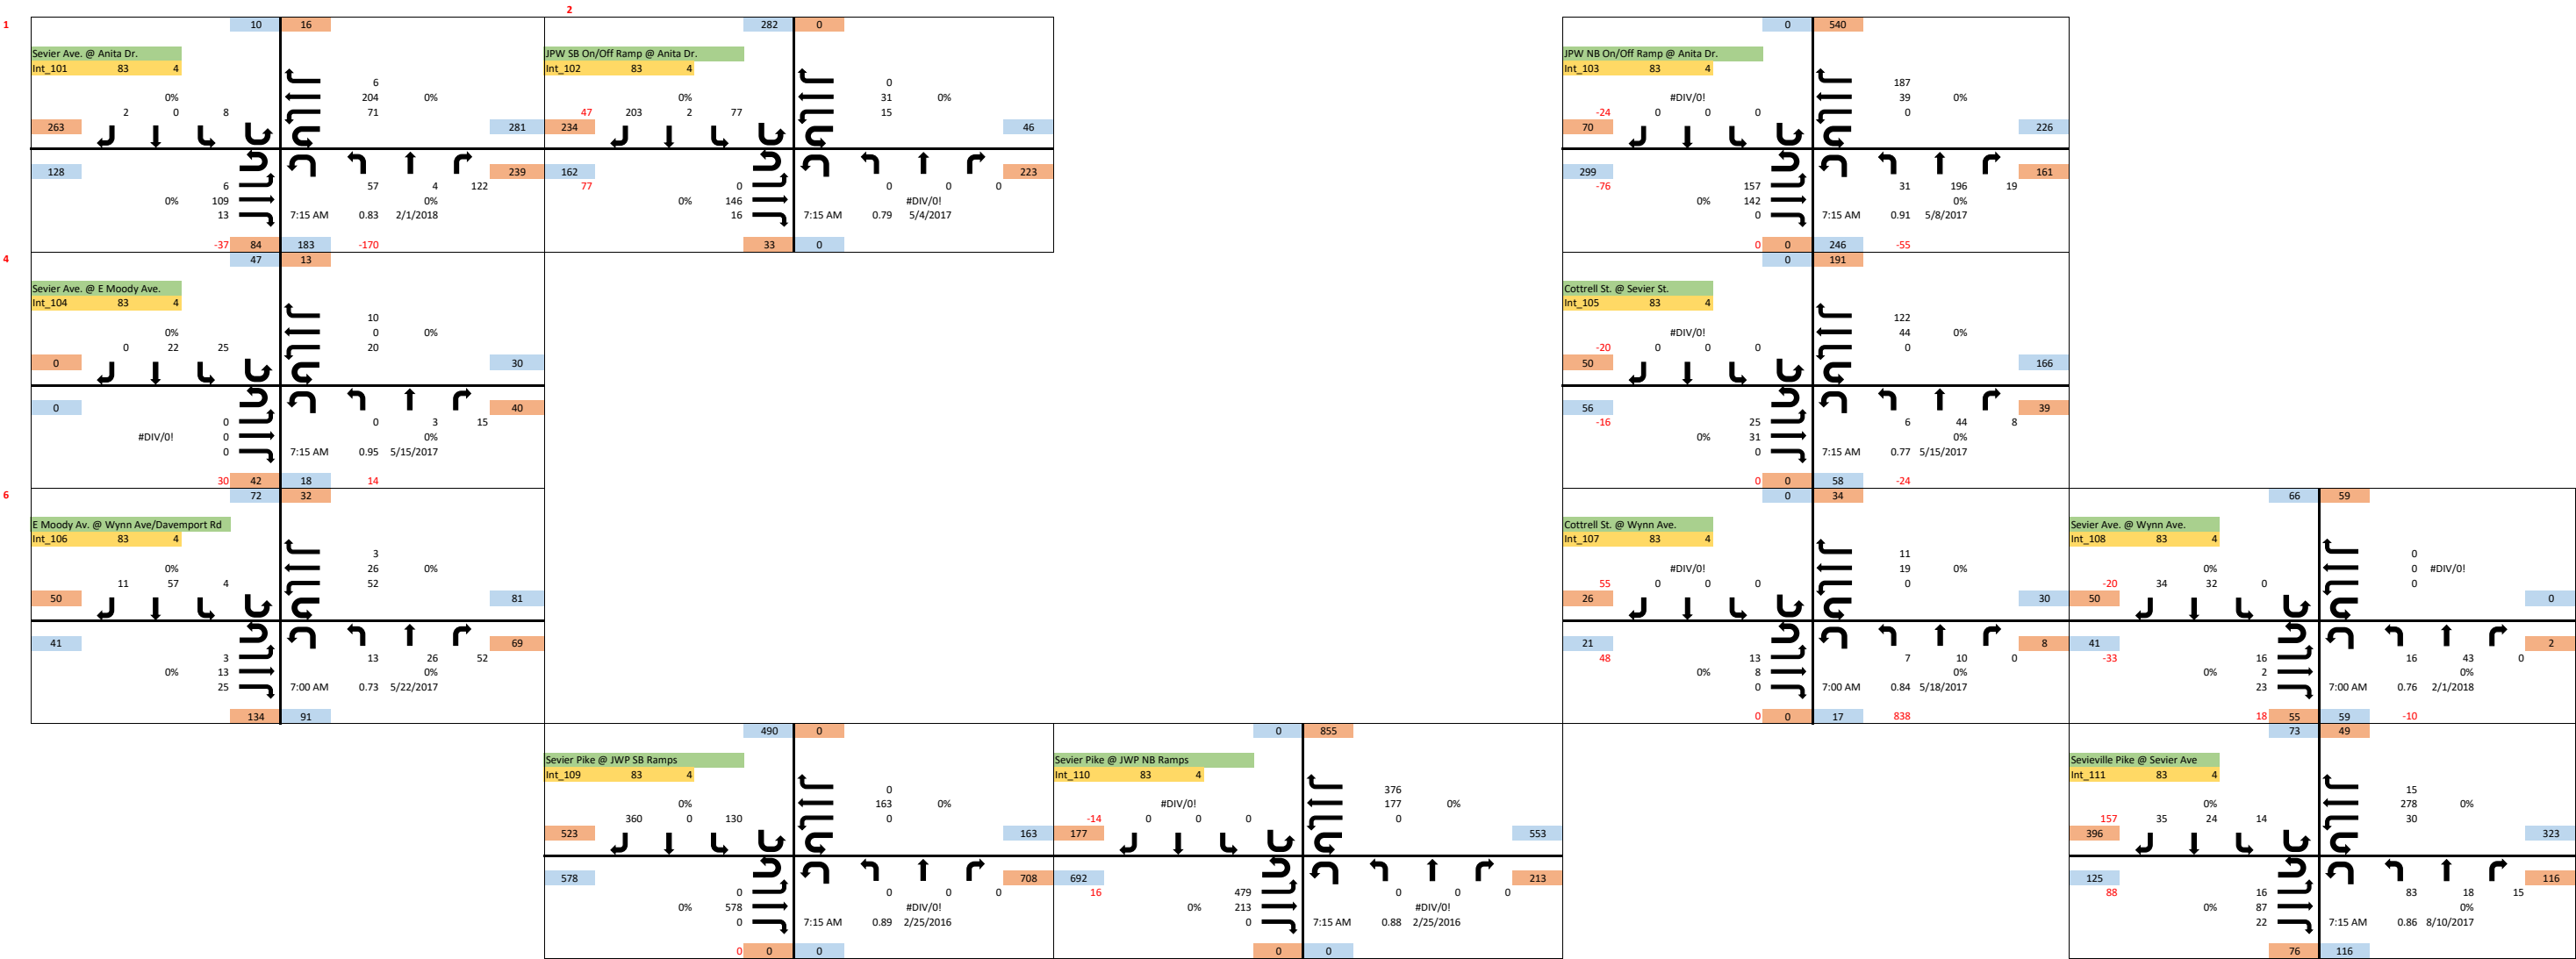 2
1
10 16
Sevier Ave. @ Anita Dr.
Int_101 83 4
6
0% 204 0%
2 0 8 71
263 281
128 239
6 57 4 122
0% 109 0%
13 7:15 AM 0.83 2/1/2018
-37 84 183 -170
282 0
JPW SB On/Off Ramp @ Anita Dr.
Int_102 83 4
0
0% 31 0%
47 203 2 77 15
234 46
162 223
77 0 0 0 0
0% 146 #DIV/0!
16 7:15 AM 0.79 5/4/2017
33 0
0 540
JPW NB On/Off Ramp @ Anita Dr.
Int_103 83 4
187
#DIV/0! 39 0%
-24 0 0 0 0
70 226
299 161
-76 157 31 196 19
0% 142 0%
0 7:15 AM 0.91 5/8/2017
0 0 246 -55
4
47 13
Sevier Ave. @ E Moody Ave.
Int_104 83 4
10
0% 0 0%
0 22 25 20
0 30
0 40
0 0 3 15
#DIV/0! 0 0%
0 7:15 AM 0.95 5/15/2017
30 42 18 14
0 191
Cottrell St. @ Sevier St.
Int_105 83 4
122
#DIV/0! 44 0%
-20 0 0 0 0
50 166
56 39
-16 25 6 44 8
0% 31 0%
0 7:15 AM 0.77 5/15/2017
0 0 58 -24
6
72 32
E Moody Av. @ Wynn Ave/Davemport Rd
Int_106 83 4
3
0% 26 0%
11 57 4 52
50 81
41 69
3 13 26 52
0% 13 0%
25 7:00 AM 0.73 5/22/2017
134 91
0 34
Cottrell St. @ Wynn Ave.
Int_107 83 4
11
#DIV/0! 19 0%
55 0 0 0 0
26 30
21 8
48 13 7 10 0
0% 8 0%
0 7:00 AM 0.84 5/18/2017
0 0 17 838
66 59
Sevier Ave. @ Wynn Ave.
Int_108 83 4
0
0% 0 #DIV/0!
-20 34 32 0 0
50 0
41 2
-33 16 16 43 0
0% 2 0%
23 7:00 AM 0.76 2/1/2018
18 55 59 -10
490 0
Sevier Pike @ JWP SB Ramps
Int_109 83 4
0
0% 163 0%
360 0 130 0
523 163
578 708
0 0 0 0
0% 578 #DIV/0!
0 7:15 AM 0.89 2/25/2016
0 0 0
0 855
Sevier Pike @ JWP NB Ramps
Int_110 83 4
376
#DIV/0! 177 0%
-14 0 0 0 0
177 553
692 213
16 479 0 0 0
0% 213 #DIV/0!
0 7:15 AM 0.88 2/25/2016
0 0
73 49
Sevieville Pike @ Sevier Ave
Int_111 83 4
15
0% 278 0%
157 35 24 14 30
396 323
125 116
88 16 83 18 15
0% 87 0%
22 7:15 AM 0.86 8/10/2017
76 116